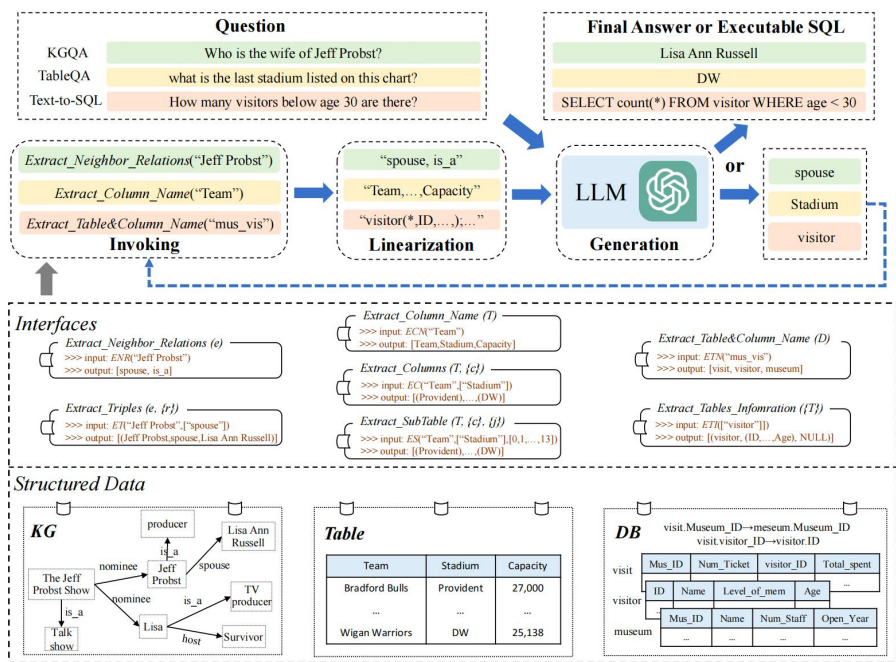 Question
KGQA
Who is the wife of Jeff Probst?
TableQA
what is the last stadium listed on this chart?
Text-to-SQL
How many visitors below age 30 are there?
Final Answer or Executable SQL
Lisa Ann Russell
DW
SELECT count(*) FROM visitor WHERE age < 30
Extract_Neighbor_Relations(“Jeff Probst”)
Extract_Column_Name(“Team”)
Extract_Table&Column_Name(“mus_vis”)
Invoking
“spouse, is_a”
“Team,…,Capacity”
“visitor(*,ID,…,);…”
Linearization
LLM
Generation
or
spouse
Stadium
visitor
Interfaces
Extract_Neighbor_Relations (e)
>>> input: ENR(“Jeff Probst”)
>>> output: [spouse, is_a]
Extract_Triples (e, {r})
>>> input: ET(“Jeff Probst”,[“spouse”])
>>> output: [(Jeff Probst,spouse,Lisa Ann Russell)]
Extract_Column_Name (T)
>>> input: ECN(“Team”)
>>> output: [Team,Stadium,Capacity]
Extract_Columns (T, {c})
>>> input: EC(“Team”,[“Stadium”])
>>> output: [(Provident),…,(DW)]
Extract_SubTable (T, {c}, {j})
>>> input: ES(“Team”,[“Stadium”],[0,1,…,13])
>>> output: [(Provident),…,(DW)]
Extract_Table&Column_Name (D)
>>> input: ETN(“mus_vis”)
>>> output: [visit, visitor, museum]
Extract_Tables_Infomration ({T})
>>> input: ETI([“visitor”]])
>>> output: [(visitor, (ID,…,Age), NULL)]
Structured Data
KG
producer
Lisa Ann
Russell
is_a
nominee
Jeff
Probst
spouse
The Jeff
Probst Show
nominee
is_a
TV
producer
is_a
Lisa
host
Talk
show
Survivor
Table
Team Stadium Capacity
Bradford Bulls Provident 27,000
… … …
Wigan Warriors DW 25,138
DB
visit.Museum_ID→meseum.Museum_ID
visit.visitor_ID→visitor.ID
visit
Mus_ID Num_Ticket visitor_ID Total_spent
…
visitor
ID Name Level_of_mem Age
museum
Mus_ID Name Num_Staff Open_Year
… … … …